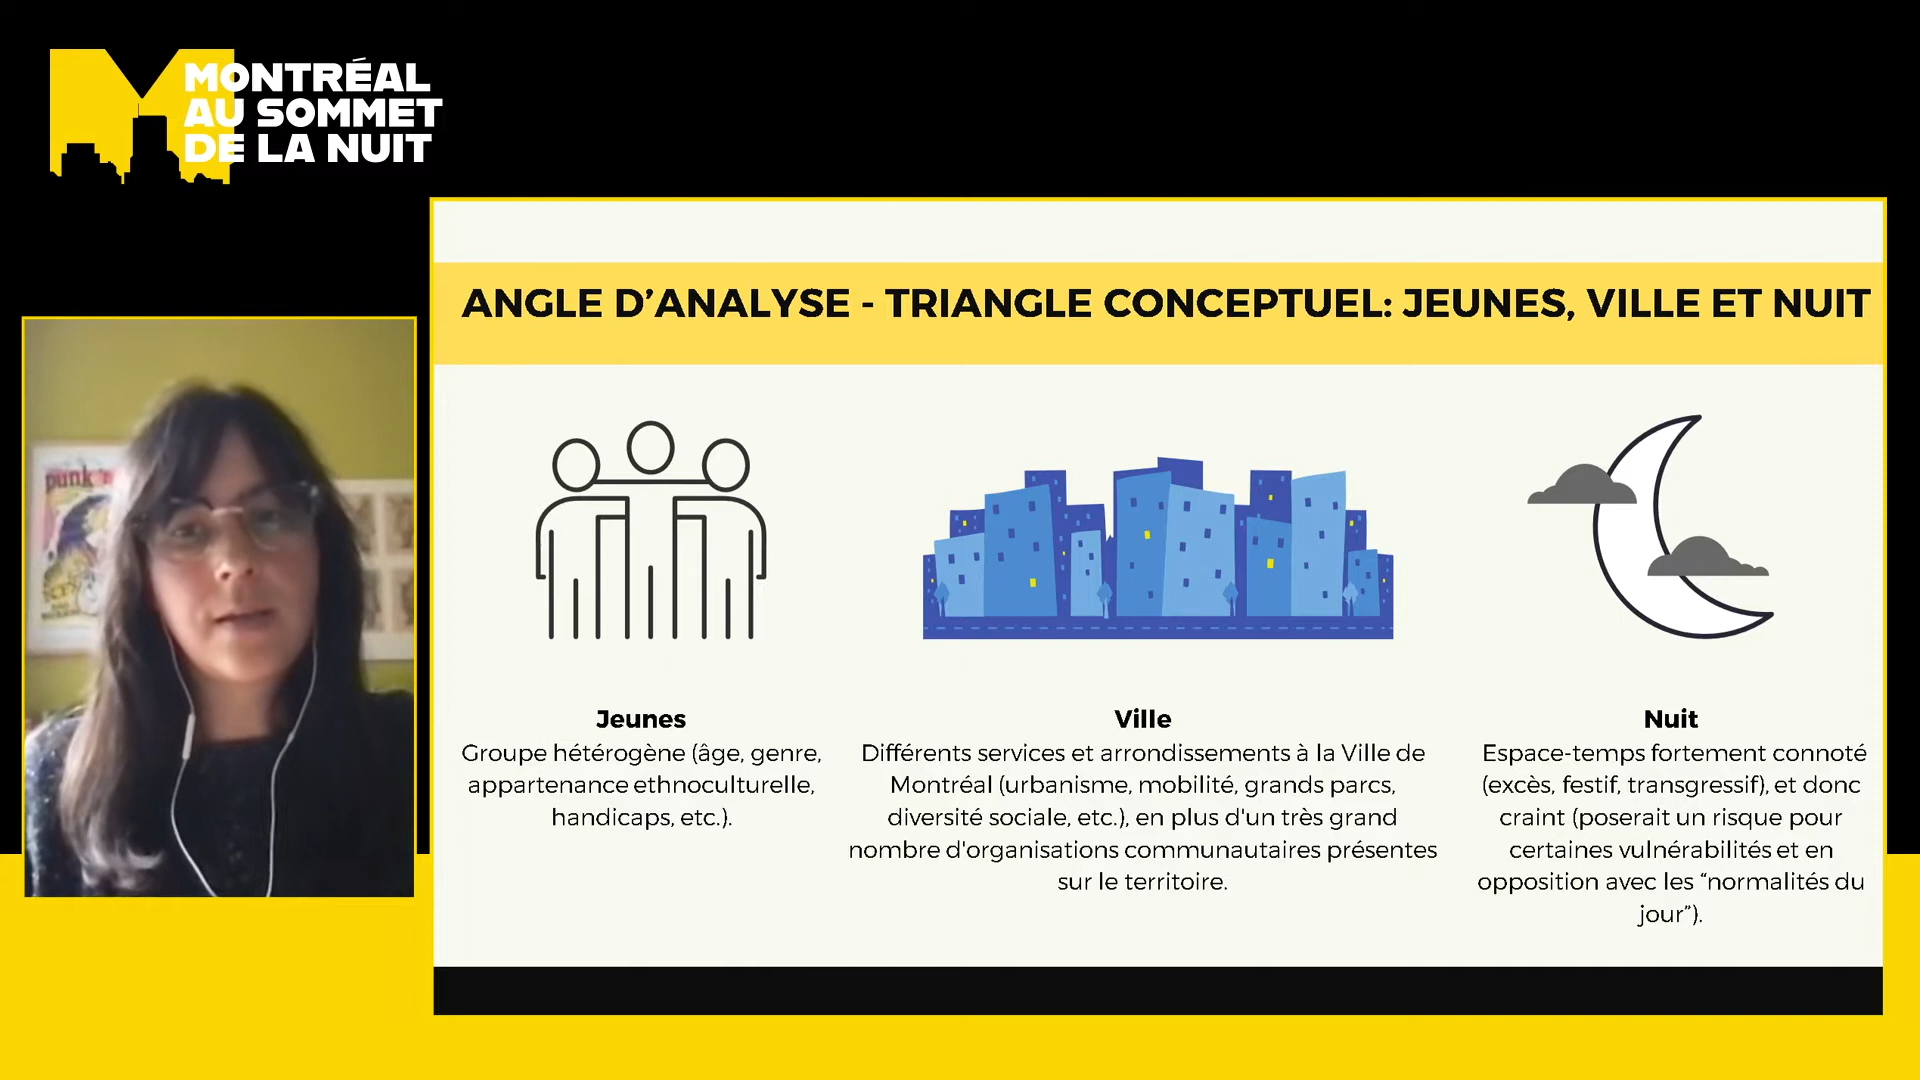 MONTRÉAL
AU SOMMET
DE LA NUIT
ANGLE D’ANALYSE - TRIANGLE CONCEPTUEL: JEUNES, VILLE ET NUIT
punk
Jeunes
Groupe hétérogène (âge, genre,
appartenance ethnoculturelle,
handicaps, etc.).
Ville
Différents services et arrondissements à la Ville de
Montréal (urbanisme, mobilité, grands parcs,
diversité sociale, etc.), en plus d'un très grand
nombre d'organisations communautaires présentes
sur le territoire.
Nuit
Espace-temps fortement connoté
(excès, festif, transgressif), et donc
craint (poserait un risque pour
certaines vulnérabilités et en
opposition avec les “normalités du
jour”).